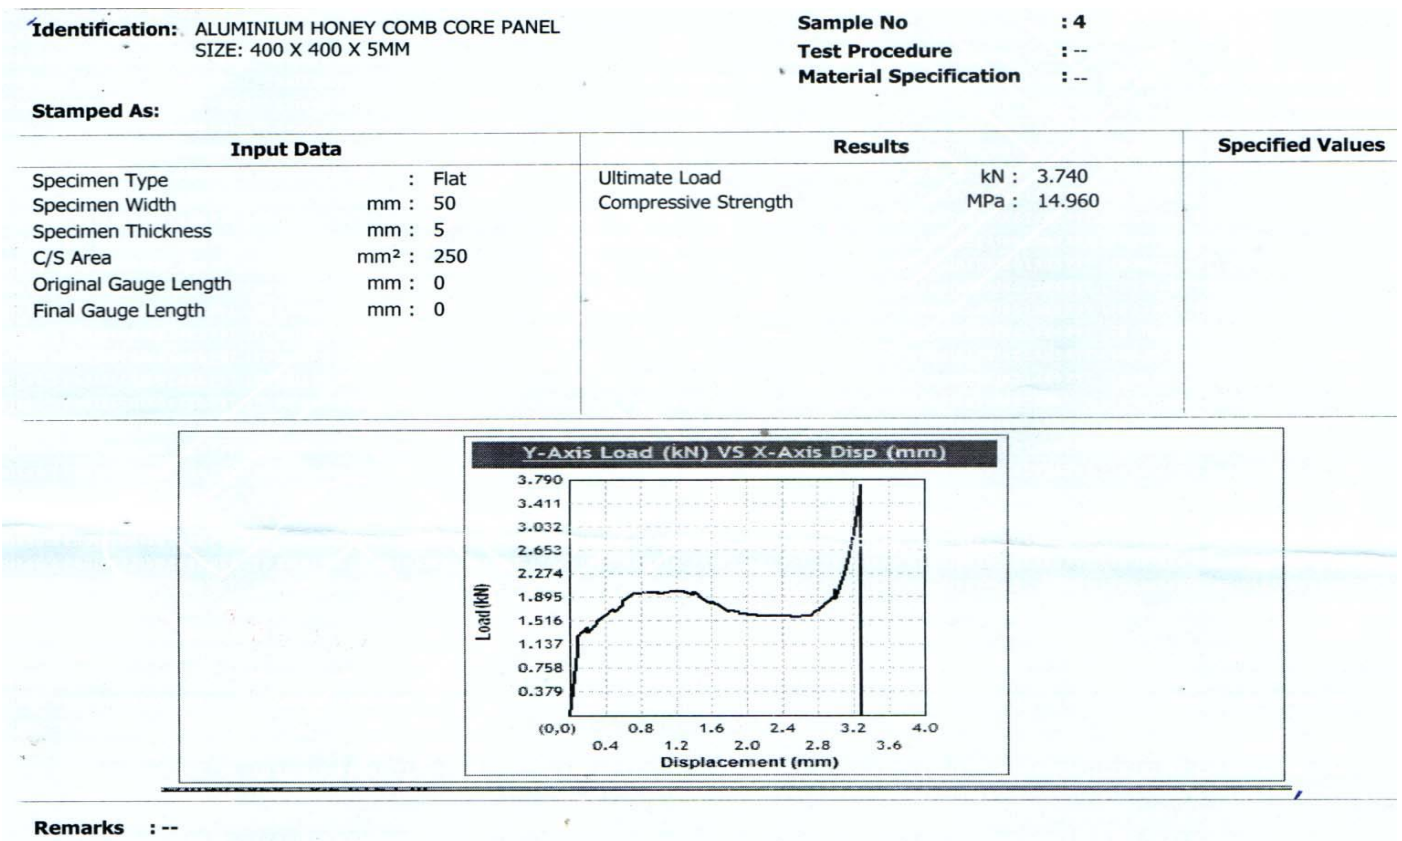 Identification: ALUMINIUM HONEY COMB CORE PANEL
SIZE: 400 X 400 X 5MM
Sample No : 4
Test Procedure : --
Material Specification : --
Stamped As:
Input Data
Specimen Type : Flat
Specimen Width mm : 50
Specimen Thickness mm : 5
C/S Area mm² : 250
Original Gauge Length mm : 0
Final Gauge Length mm : 0
Results
Ultimate Load kN : 3.740
Compressive Strength MPa : 14.960
Specified Values
Y-Axis Load (kN) VS X-Axis Disp (mm)
Load(kN)
3.790
3.411
3.032
2.653
2.274
1.895
1.516
1.137
0.758
0.379
(0,0) 0.8 1.6 2.4 3.2 4.0
0.4 1.2 2.0 2.8 3.6
Displacement (mm)
Remarks : --